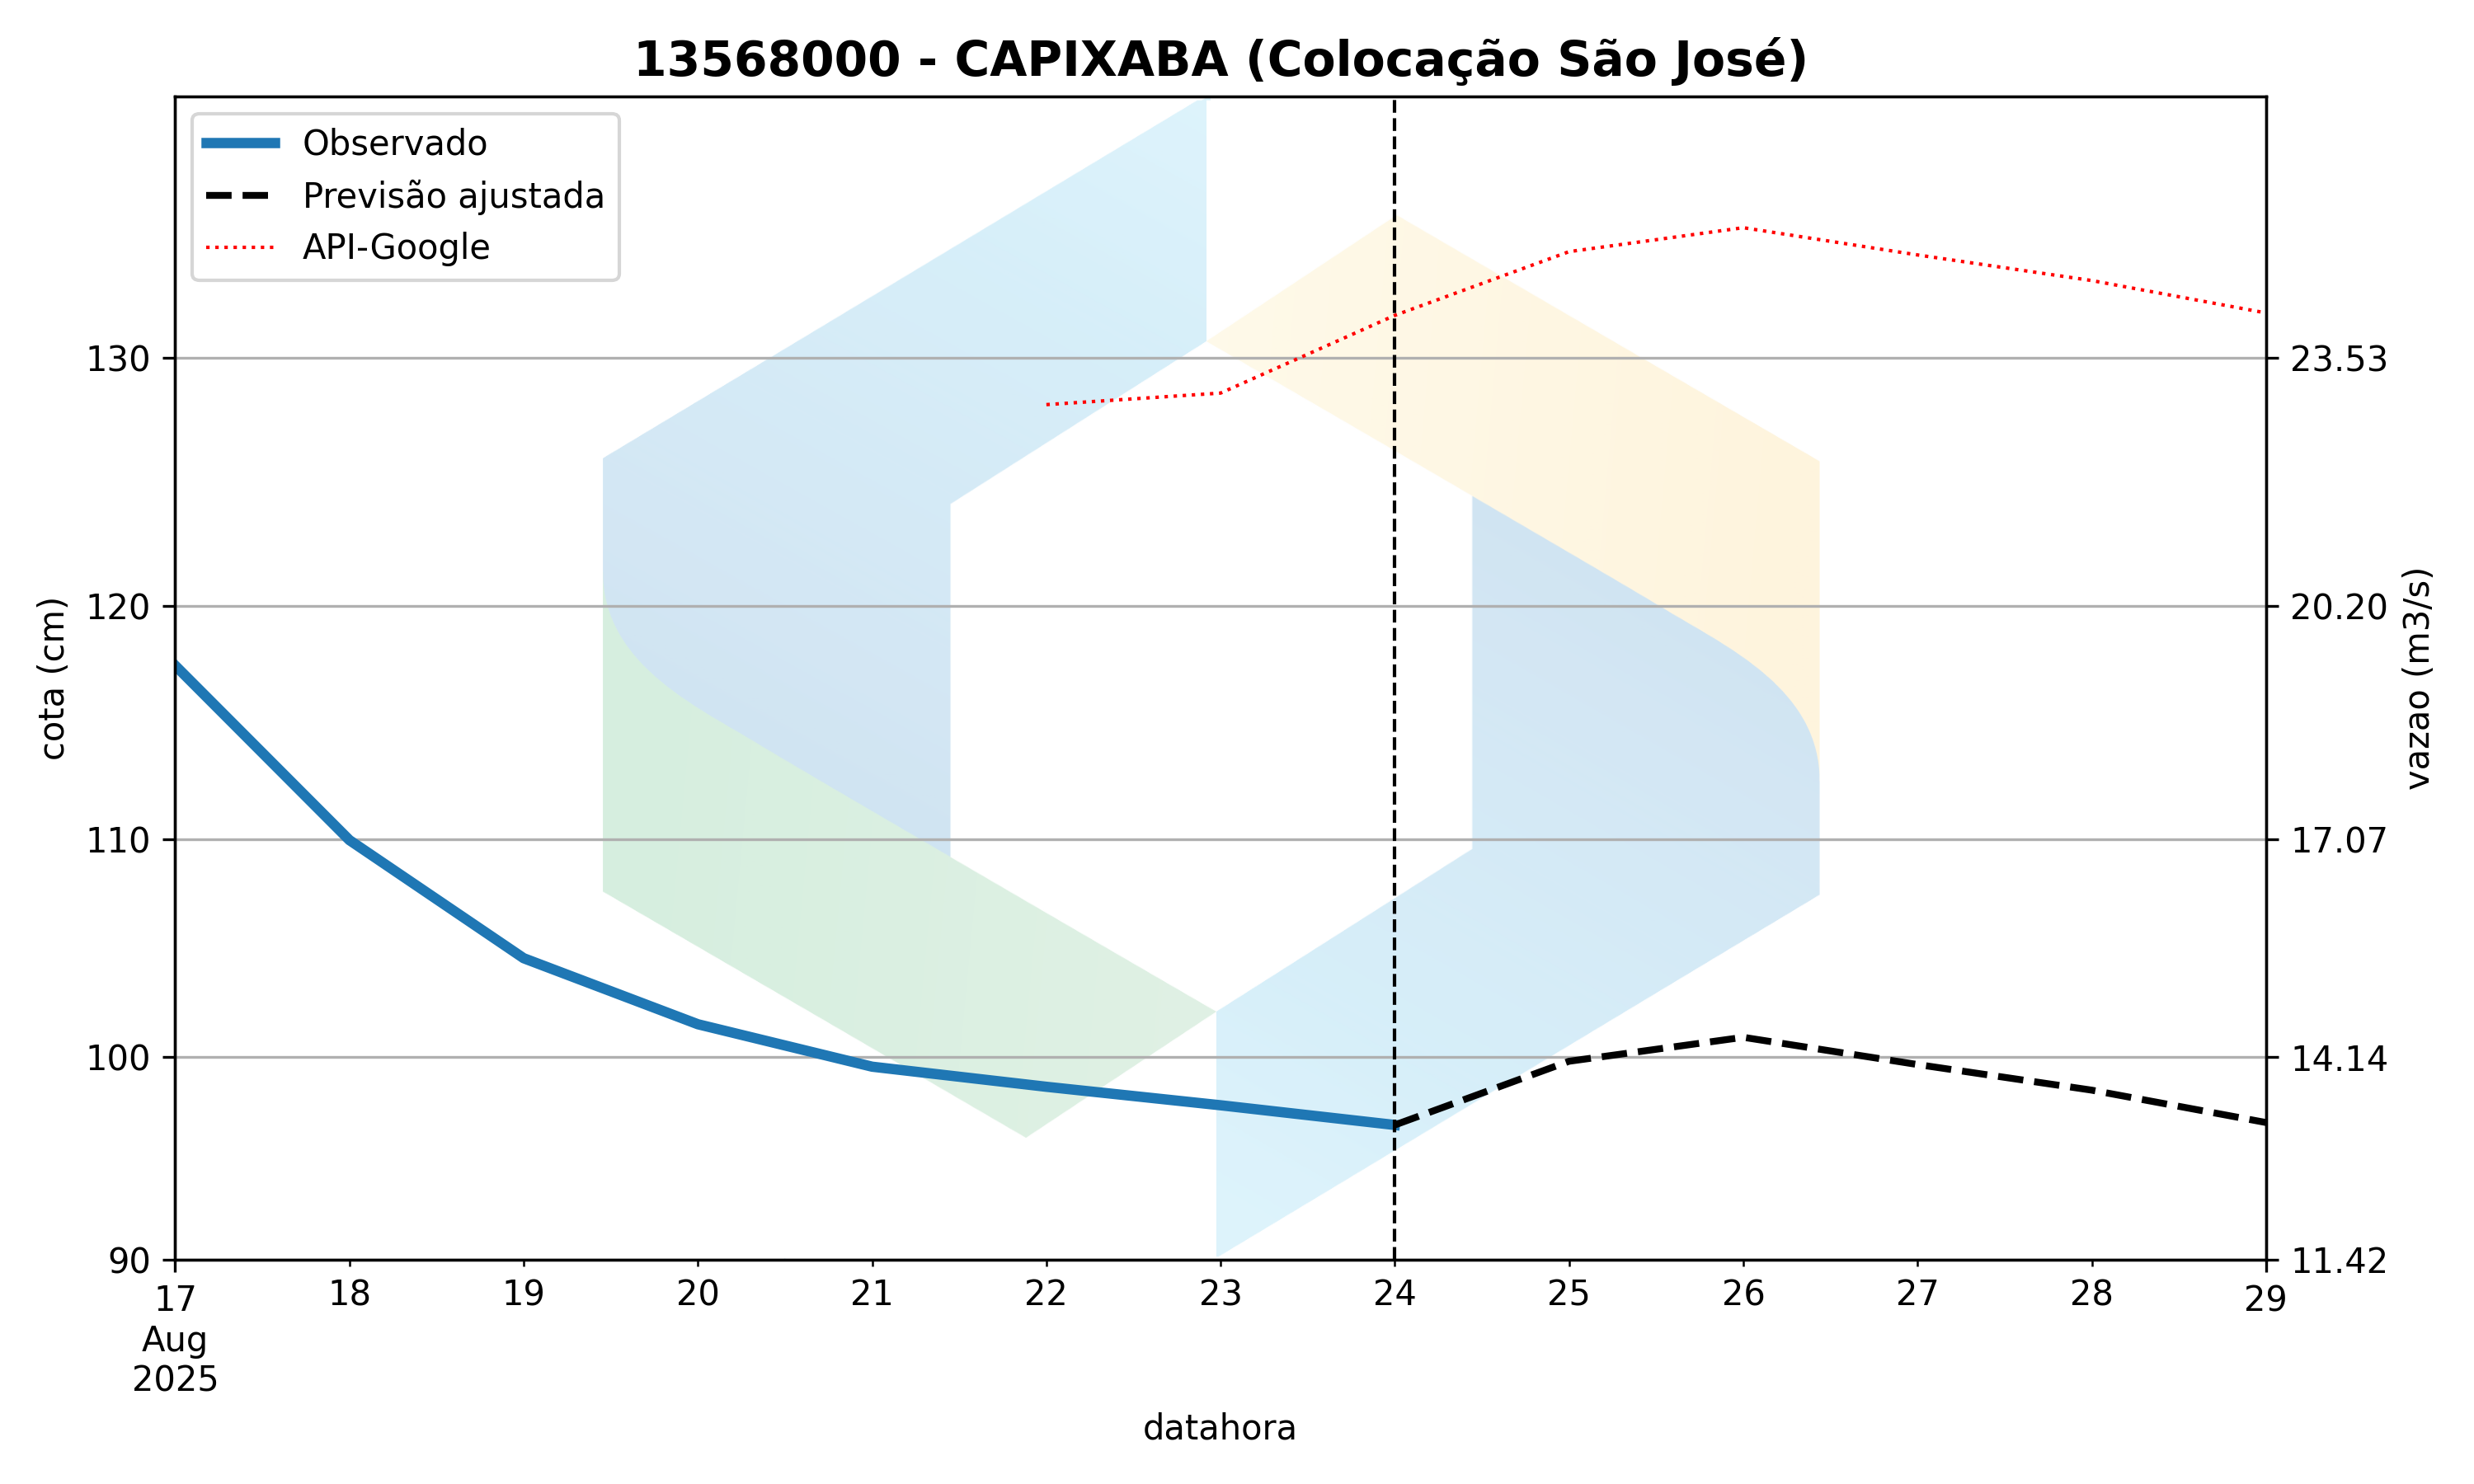 13568000 - CAPIXABA (Colocação São José)
Observado
Previsão ajustada
API-Google
130
120
110
100
90
cota (cm)
23.53
20.20
17.07
14.14
11.42
vazao (m3/s)
17 18 19 20 21 22 23 24 25 26 27 28 29
Aug
2025
datahora